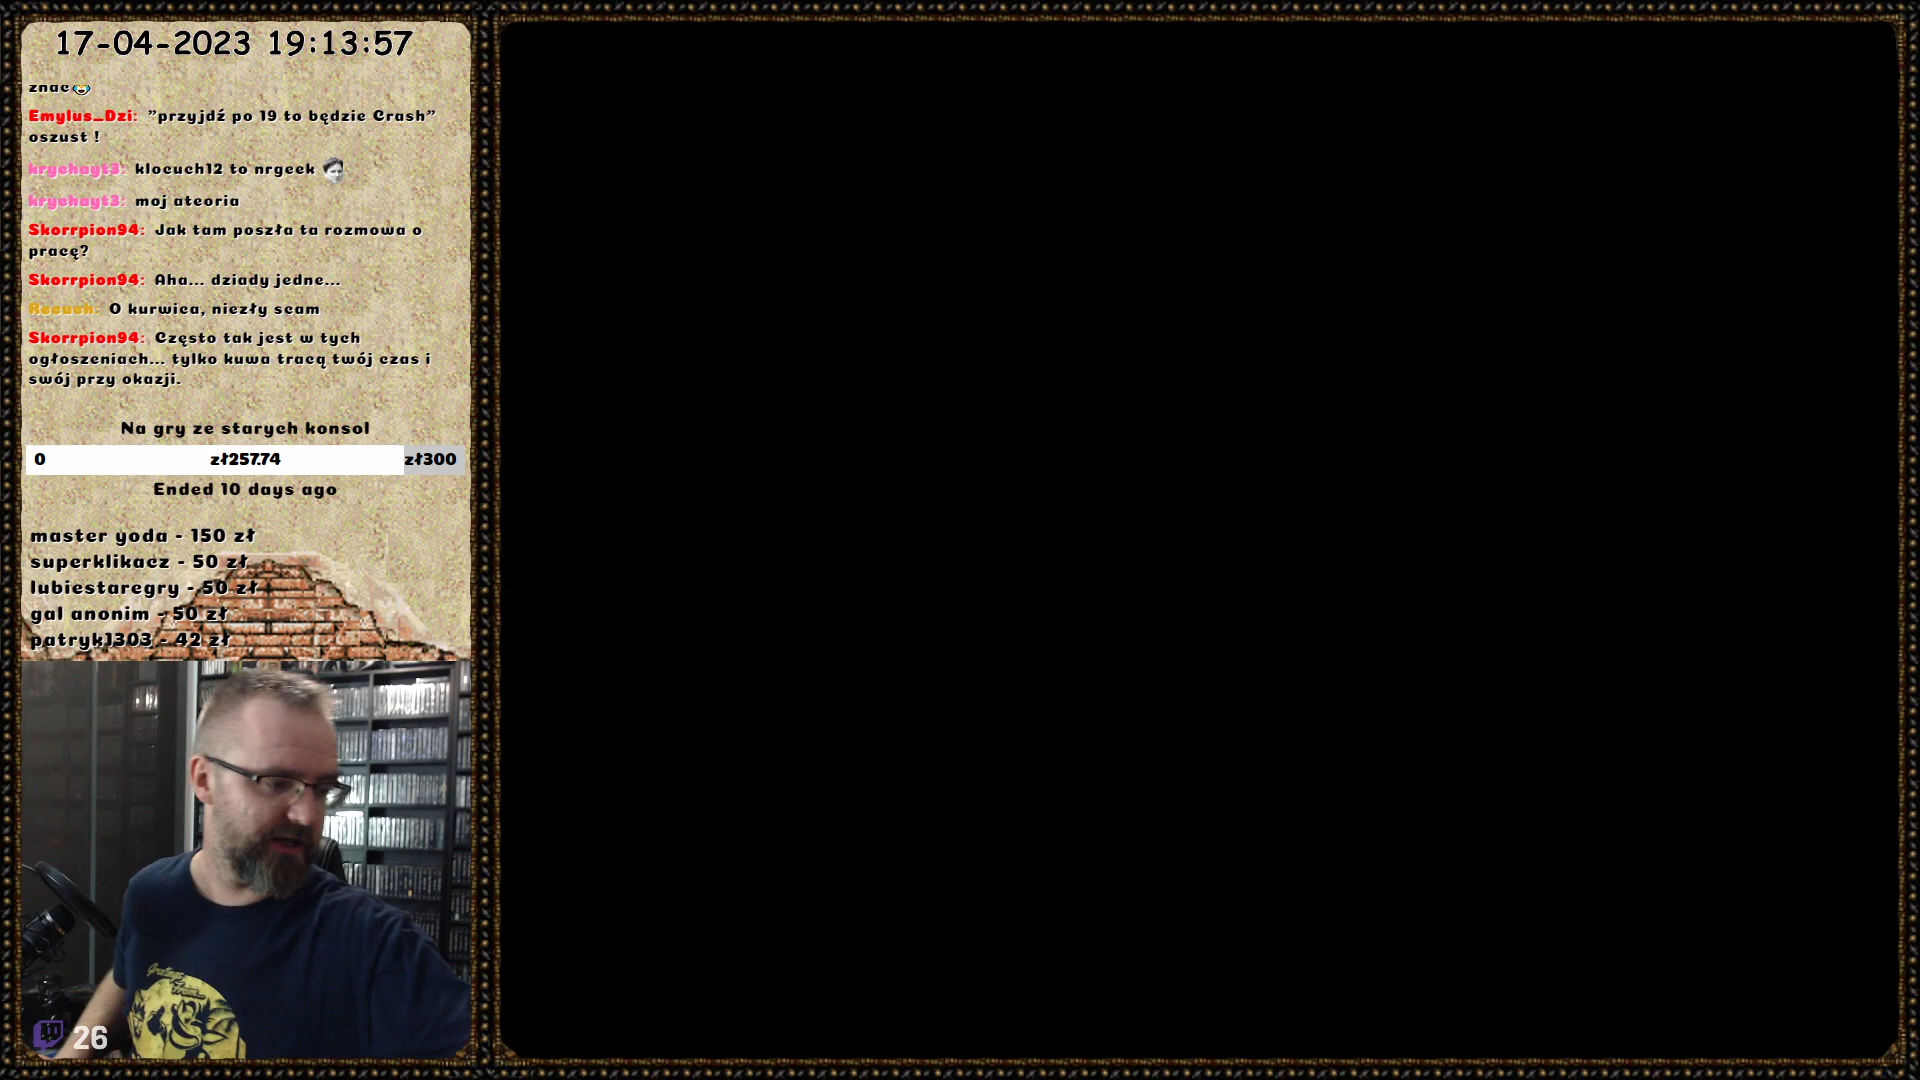 17-04-2023 19:13:57
znac
Emylus_Dzi: "przyjdź po 19 to będzie Crash"
oszust !
krychayt3: klocuch12 to nrgeek
krychayt3: moj ateoria
Skorrpion94: Jak tam poszła ta rozmowa o
pracę?
Skorrpion94: Aha... dziady jedne...
O kurwica, niezły scam
Skorrpion94: Często tak jest w tych
ogłoszeniach... tylko kuwa tracą twój czas i
swój przy okazji.
Na gry ze starych konsol
0 zł257.74 zł300
Ended 10 days ago
master yoda - 150 zł
superklikacz - 50 zł
lubiestaregry - 50 zł
gal anonim - 50 zł
patryk1303 - 42 zł
Greetings
From
26